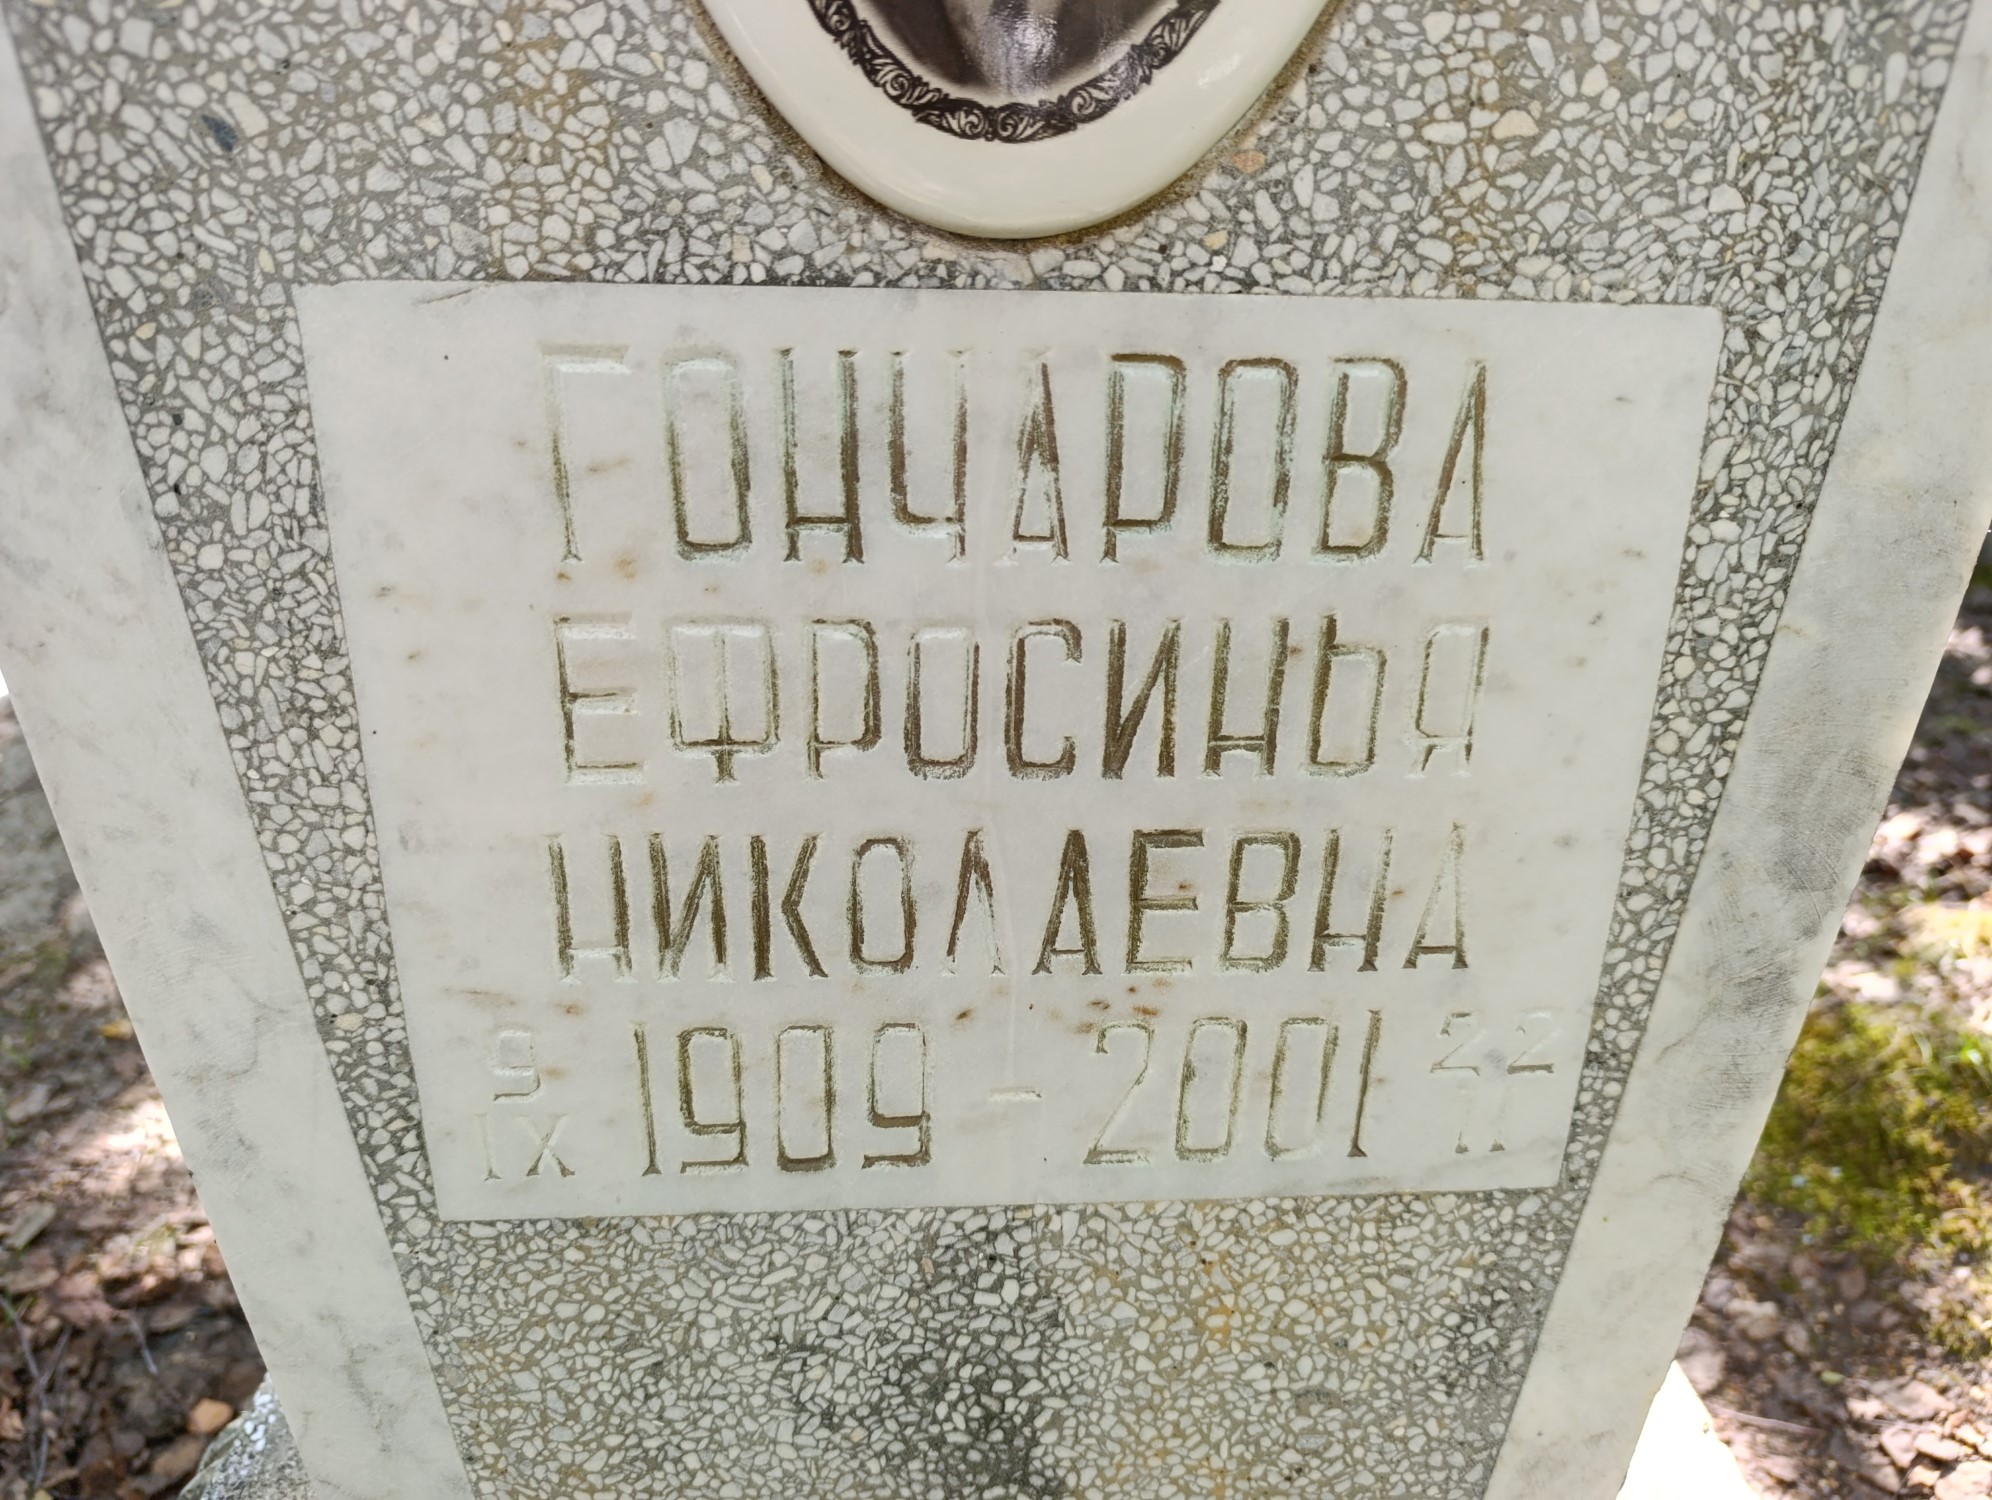 ГОНЧАРОВА
ЕФРОСИНЬЯ
НИКОЛАЕВНА
9 IX 1909 - 2001 22 II